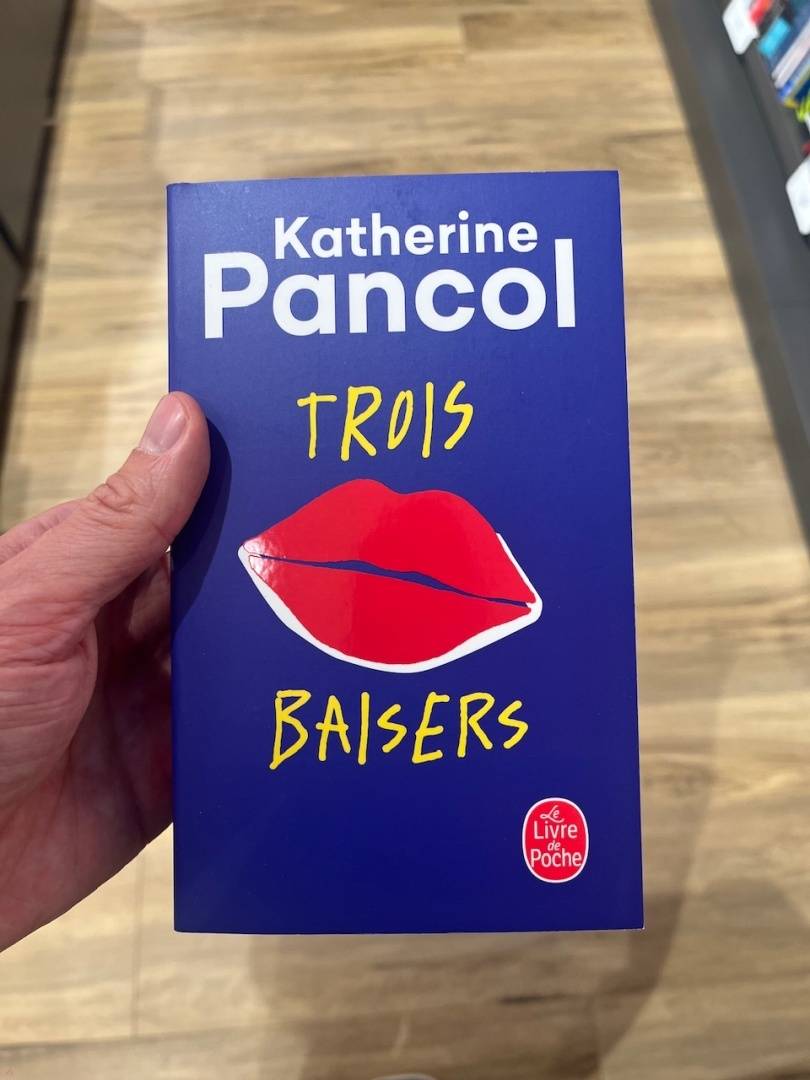 Katherine
Pancol
TROIS
BAISERS
Le
Livre
de
Poche